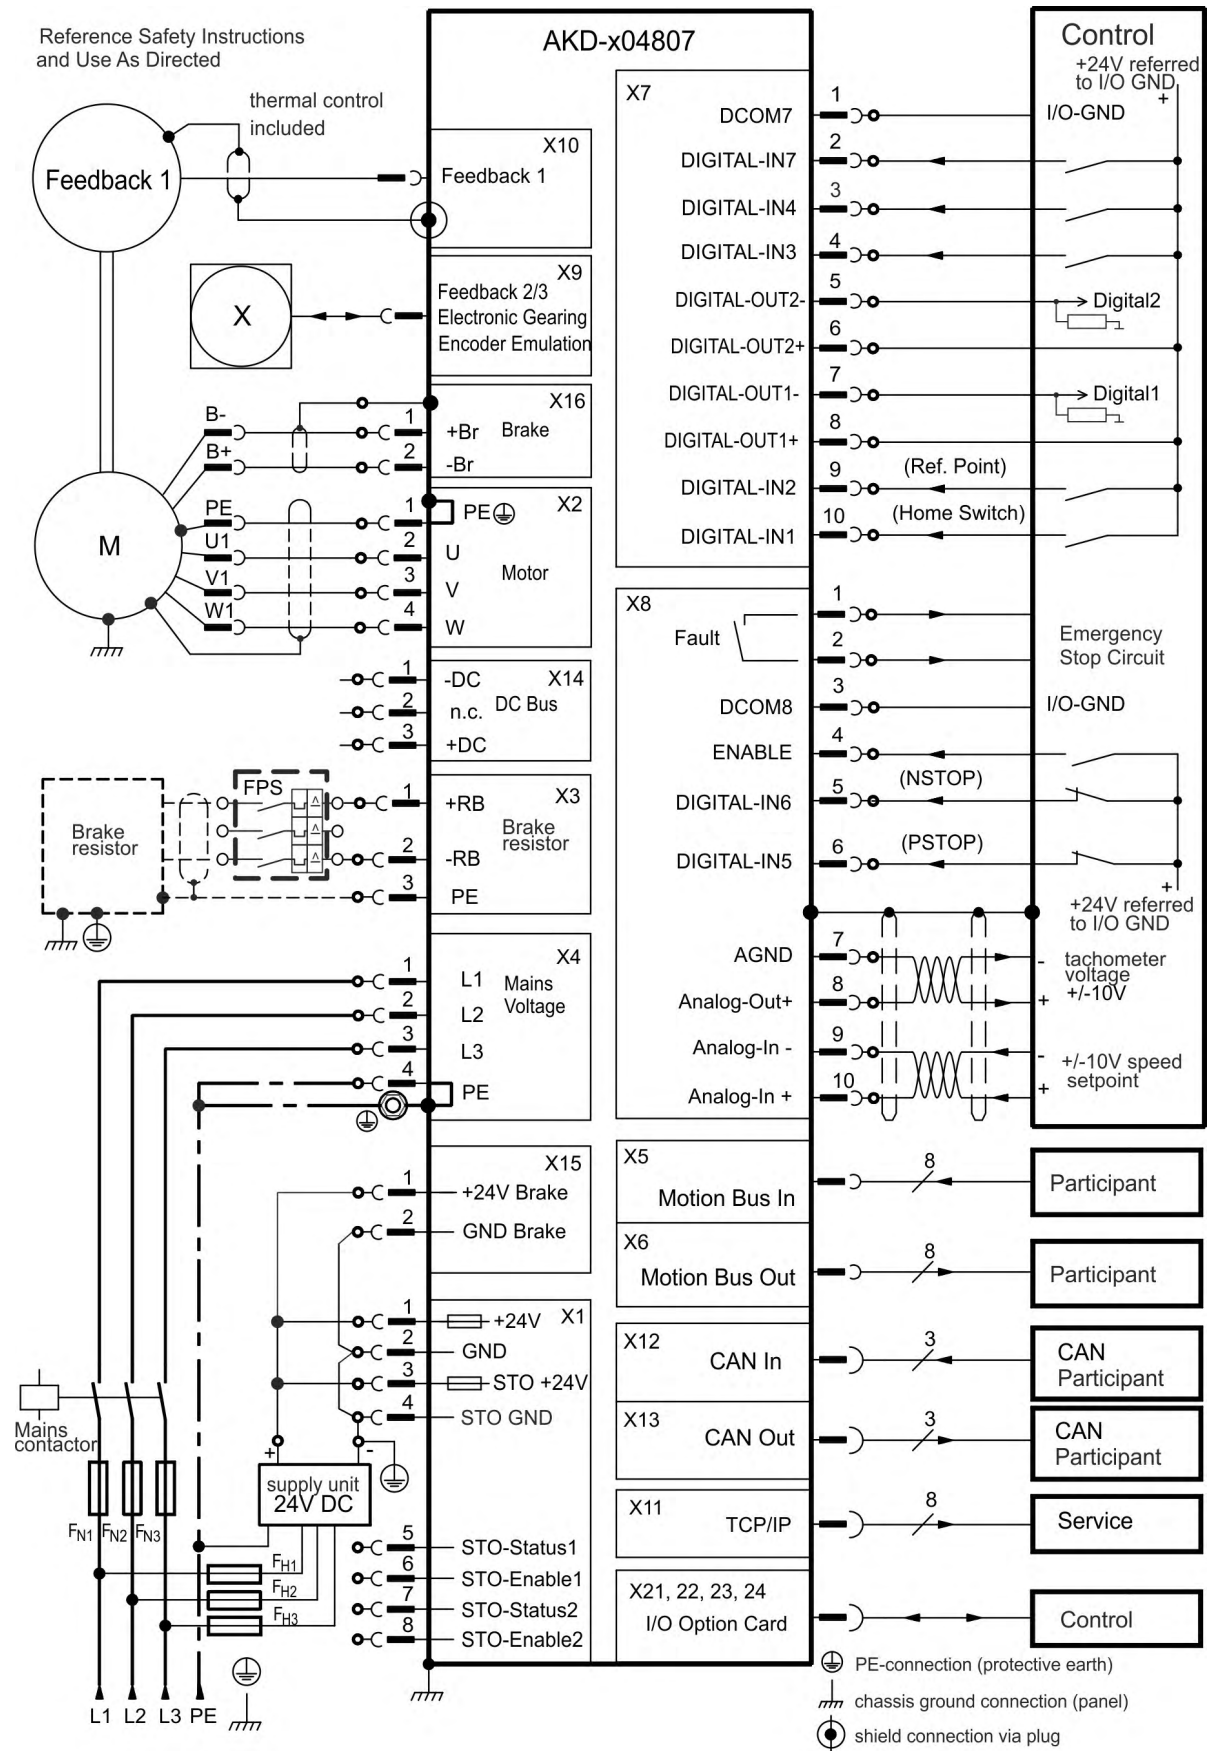 Reference Safety Instructions
and Use As Directed
AKD-x04807
Control
+24V referred
to I/O GND
+
thermal control
included
Feedback 1
X10
Feedback 1
X
X9
Feedback 2/3
Electronic Gearing
Encoder Emulation
X16
B-
1
+Br
Brake
B+
2
-Br
X2
PE
1
PE
M
U1
2
U
V1
3
V
Motor
W1
4
W
X14
1
-DC
DC Bus
2
n.c.
3
+DC
FPS
X3
1
+RB
Brake
resistor
Brake
resistor
2
-RB
3
PE
X4
1
L1
Mains
Voltage
2
L2
3
L3
4
PE
X15
1
+24V Brake
2
GND Brake
X1
1
+24V
2
GND
3
STO +24V
4
STO GND
Mains
contactor
+
-
supply unit
24V DC
FN1
FN2
FN3
FH1
FH2
FH3
5
STO-Status1
6
STO-Enable1
7
STO-Status2
8
STO-Enable2
L1 L2 L3 PE
X7
DCOM7
1
I/O-GND
DIGITAL-IN7
2
DIGITAL-IN4
3
DIGITAL-IN3
4
DIGITAL-OUT2-
5
Digital2
DIGITAL-OUT2+
6
DIGITAL-OUT1-
7
Digital1
DIGITAL-OUT1+
8
DIGITAL-IN2
9
(Ref. Point)
DIGITAL-IN1
10
(Home Switch)
X8
Fault
1
2
Emergency
Stop Circuit
DCOM8
3
I/O-GND
ENABLE
4
DIGITAL-IN6
5
(NSTOP)
DIGITAL-IN5
6
(PSTOP)
+
+24V referred
to I/O GND
AGND
7
-
tachometer
voltage
+/-10V
Analog-Out+
8
+
Analog-In -
9
-
+/-10V speed
setpoint
Analog-In +
10
+
X5
Motion Bus In
8
Participant
X6
Motion Bus Out
8
Participant
X12
CAN In
3
CAN
Participant
X13
CAN Out
3
CAN
Participant
X11
TCP/IP
8
Service
X21, 22, 23, 24
I/O Option Card
Control
PE-connection (protective earth)
chassis ground connection (panel)
shield connection via plug